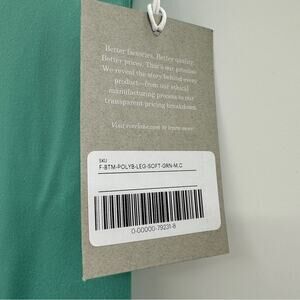 Better factories. Better quality.
Better prices. That's our promise.
We reveal the story behind every
product—from our ethical
manufacturing process to our
transparent pricing breakdown.
Visit everlane.com to learn more.
SKU
F-BTM-POLYB-LEG-SOFT-GRN-M,C
0-00000-79231-8